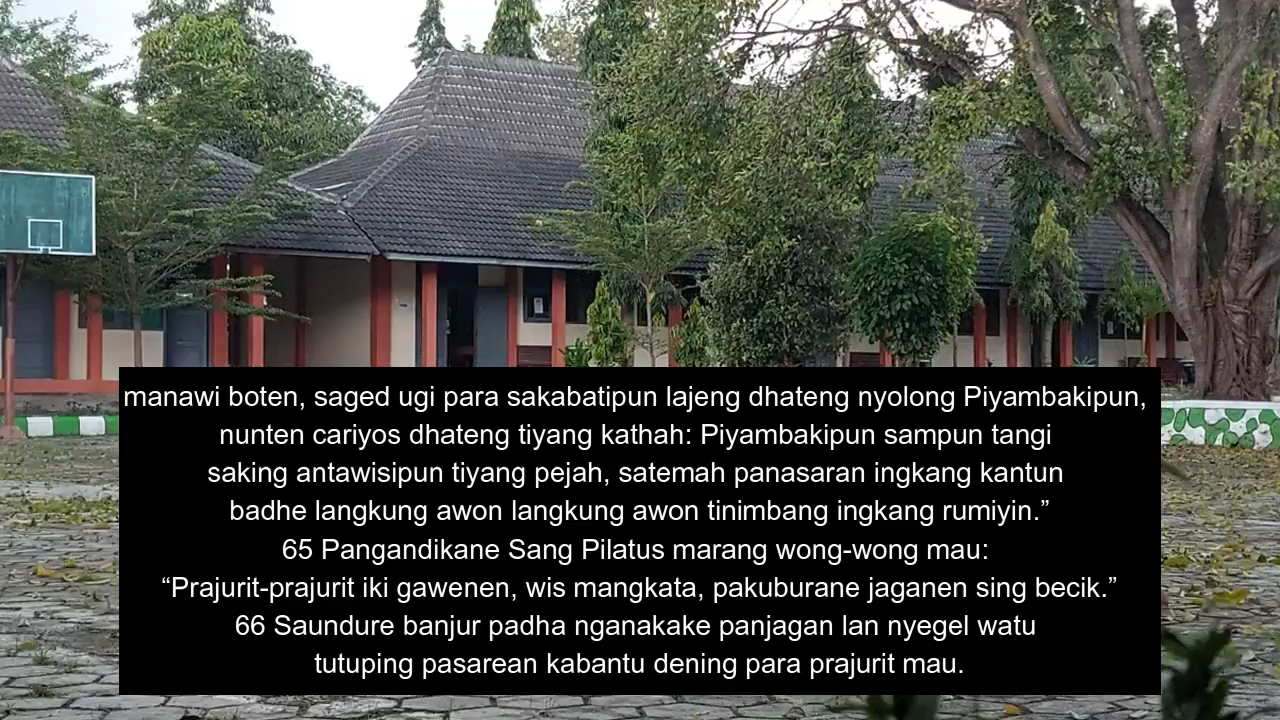 manawi boten, saged ugi para sakabatipun lajeng dhateng nyolong Piyambakipun,
nunten cariyos dhateng tiyang kathah: Piyambakipun sampun tangi
saking antawisipun tiyang pejah, satemah panasaran ingkang kantun
badhe langkung awon langkung awon tinimbang ingkang rumiyin.”
65 Pangandikane Sang Pilatus marang wong-wong mau:
“Prajurit-prajurit iki gawenen, wis mangkata, pakuburane jaganen sing becik.”
66 Saundure banjur padha nganakake panjagan lan nyegel watu
tutuping pasarean kabantu dening para prajurit mau.